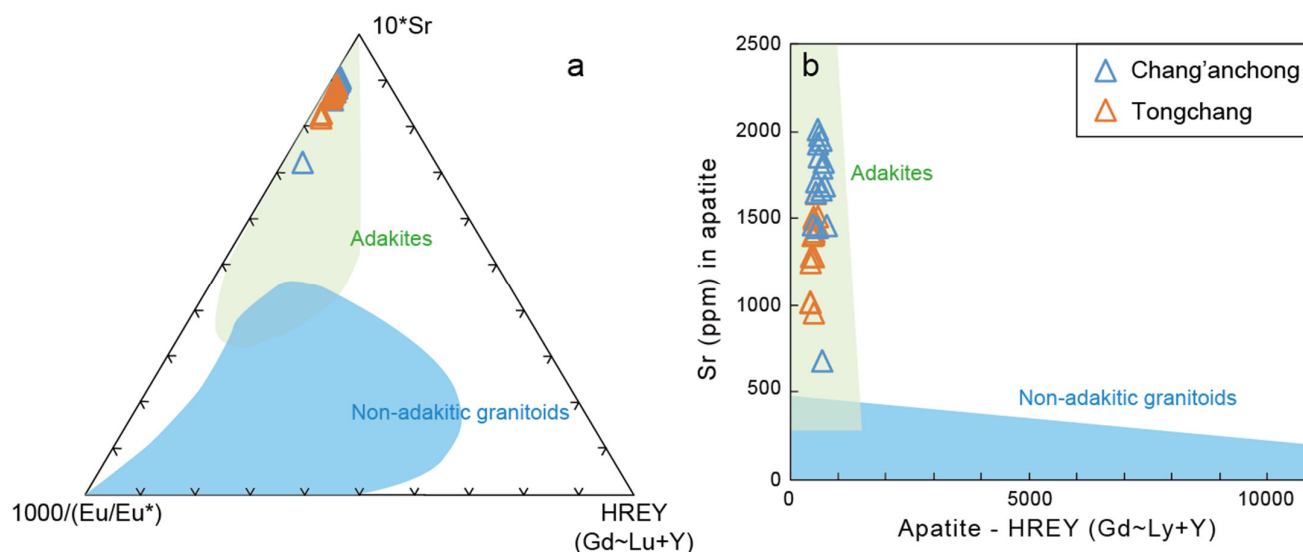 10*Sr
a
Adakites
Non-adakitic granitoids
1000/(Eu/Eu*)
HREY
(Gd~Lu+Y)
b
Chang'anchong
Tongchang
2500
2000
1500
1000
500
0
Sr (ppm) in apatite
Adakites
Non-adakitic granitoids
0
5000
10000
Apatite - HREY (Gd~Ly+Y)